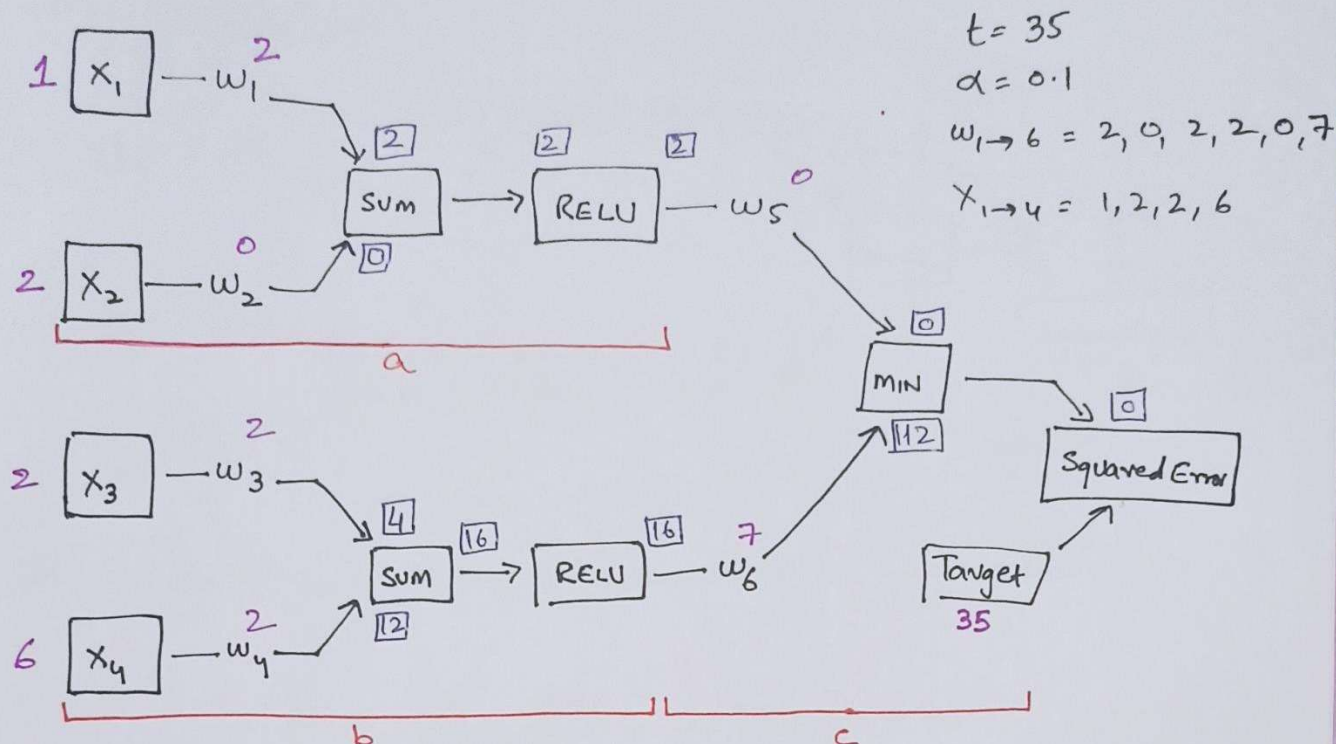 t = 35
α = 0.1
w1→6 = 2, 0, 2, 2, 0, 7
X1→4 = 1, 2, 2, 6
1 X1 w1 2
2 2 2
SUM RELU w5 0
0
2 X2 w2 0
a
0
MIN
112
0
Squared Error
Target
35
2 X3 w3 2
4 16 16
SUM RELU w6 7
12
6 X4 w4 2
b c